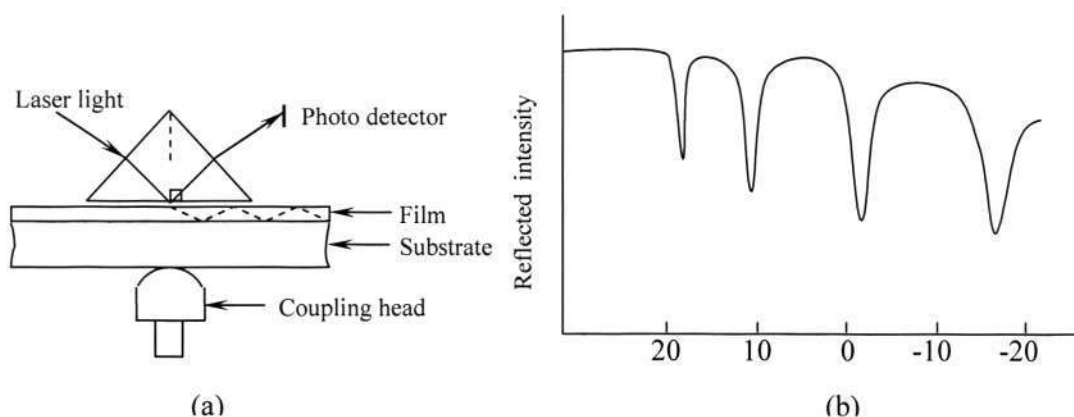 Laser light
Photo detector
Film
Substrate
Coupling head
(a)
Reflected intensity
20 10 0 -10 -20
(b)